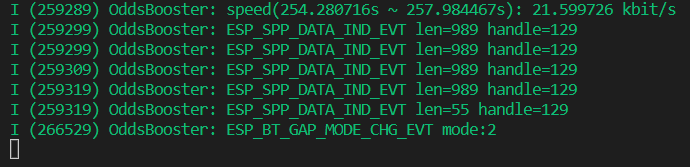 I (259289) OddsBooster: speed(254.280716s ~ 257.984467s): 21.599726 kbit/s
I (259299) OddsBooster: ESP_SPP_DATA_IND_EVT len=989 handle=129
I (259299) OddsBooster: ESP_SPP_DATA_IND_EVT len=989 handle=129
I (259309) OddsBooster: ESP_SPP_DATA_IND_EVT len=989 handle=129
I (259319) OddsBooster: ESP_SPP_DATA_IND_EVT len=989 handle=129
I (259319) OddsBooster: ESP_SPP_DATA_IND_EVT len=55 handle=129
I (266529) OddsBooster: ESP_BT_GAP_MODE_CHG_EVT mode:2